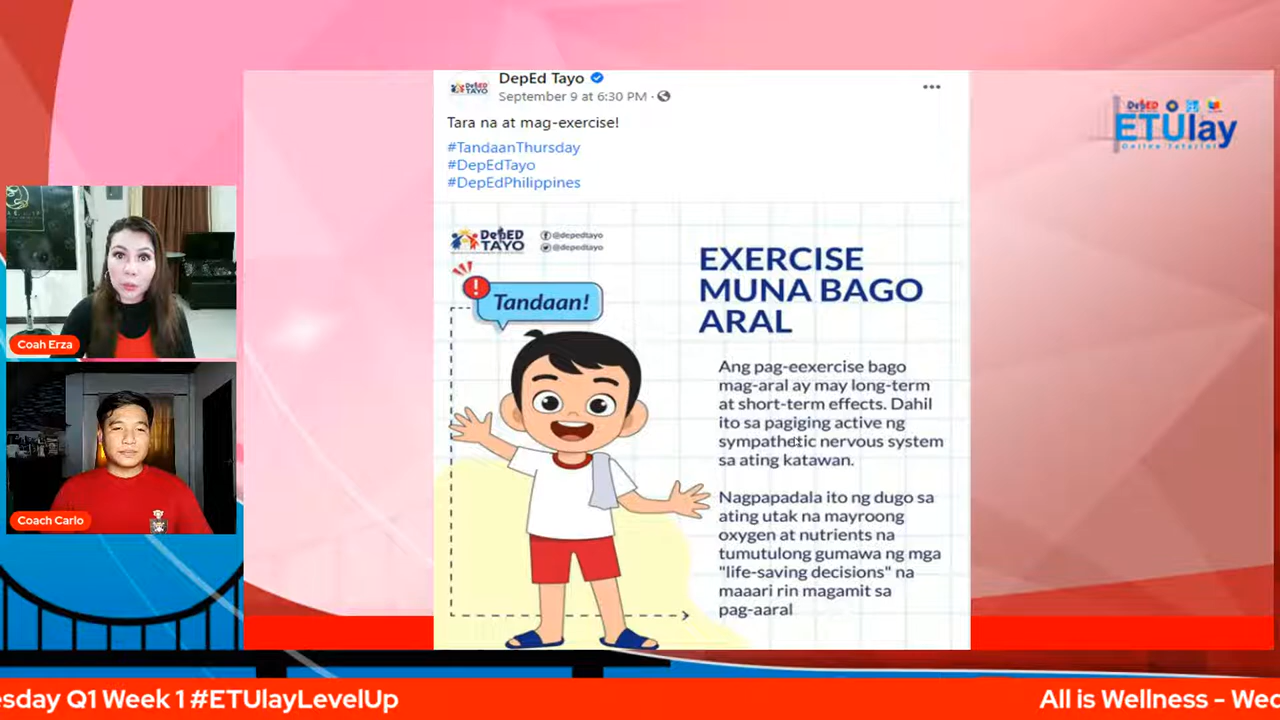 DepEd Tayo
September 9 at 6:30 PM ·
Tara na at mag-exercise!
#TandaanThursday
#DepEdTayo
#DepEdPhilippines
DepED
TAYO
@depedtayo
@depedtayo
Tandaan!
EXERCISE
MUNA BAGO
ARAL
Ang pag-eexercise bago
mag-aral ay may long-term
at short-term effects. Dahil
ito sa pagiging active ng
sympathetic nervous system
sa ating katawan.
Nagpapadala ito ng dugo sa
ating utak na mayroong
oxygen at nutrients na
tumutulong gumawa ng mga
"life-saving decisions" na
maaari rin magamit sa
pag-aaral
DepED
ETUlay
Online Tutorial
Coah Erza
Coach Carlo
esday Q1 Week 1 #ETUlayLevelUp
All is Wellness - Wed